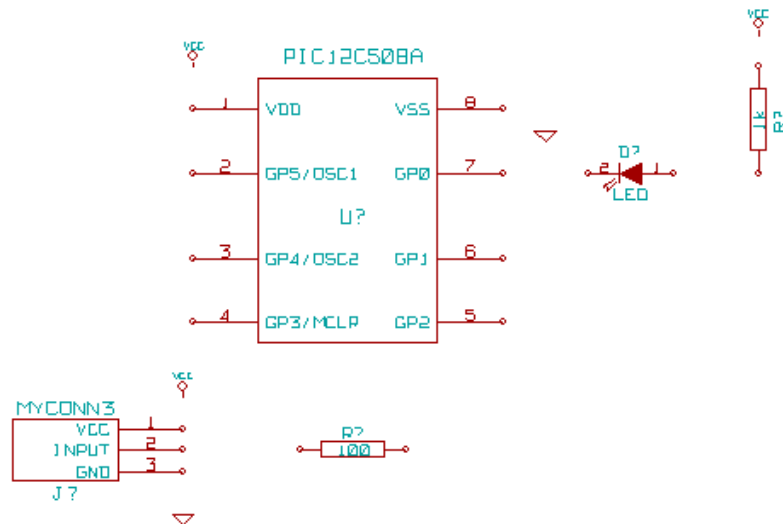 VCC
VCC
PIC12C508A
1 VDD VSS 8
1k R?
2 GP5/OSC1 GP0 7
D?
2 1
LED
U?
3 GP4/OSC2 GP1 6
4 GP3/MCLR GP2 5
VCC
MYCONN3
VCC 1
INPUT 2
GND 3
J?
R?
100